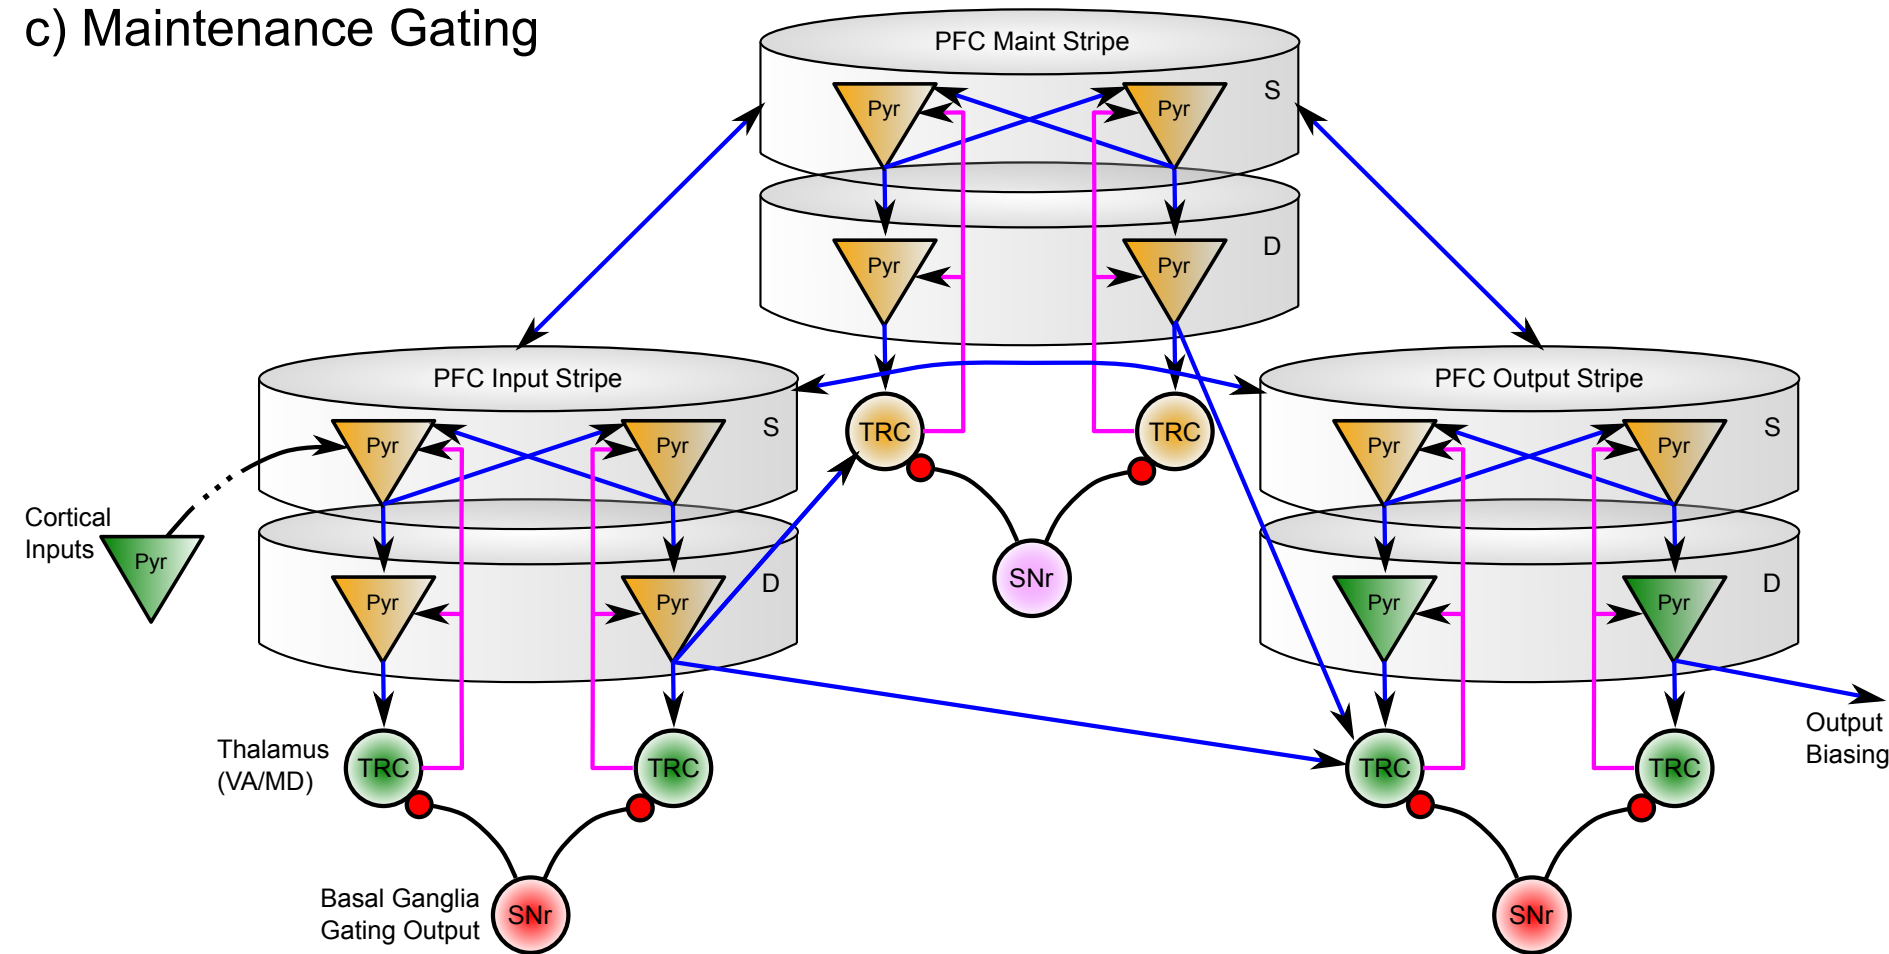 c) Maintenance Gating
PFC Maint Stripe
S
Pyr
Pyr
D
Pyr
Pyr
TRC
TRC
SNr
PFC Input Stripe
S
Pyr
Pyr
D
Pyr
Pyr
Cortical
Inputs
Pyr
Thalamus
(VA/MD)
TRC
TRC
Basal Ganglia
Gating Output
SNr
PFC Output Stripe
S
Pyr
Pyr
D
Pyr
Pyr
Output
Biasing
TRC
TRC
SNr